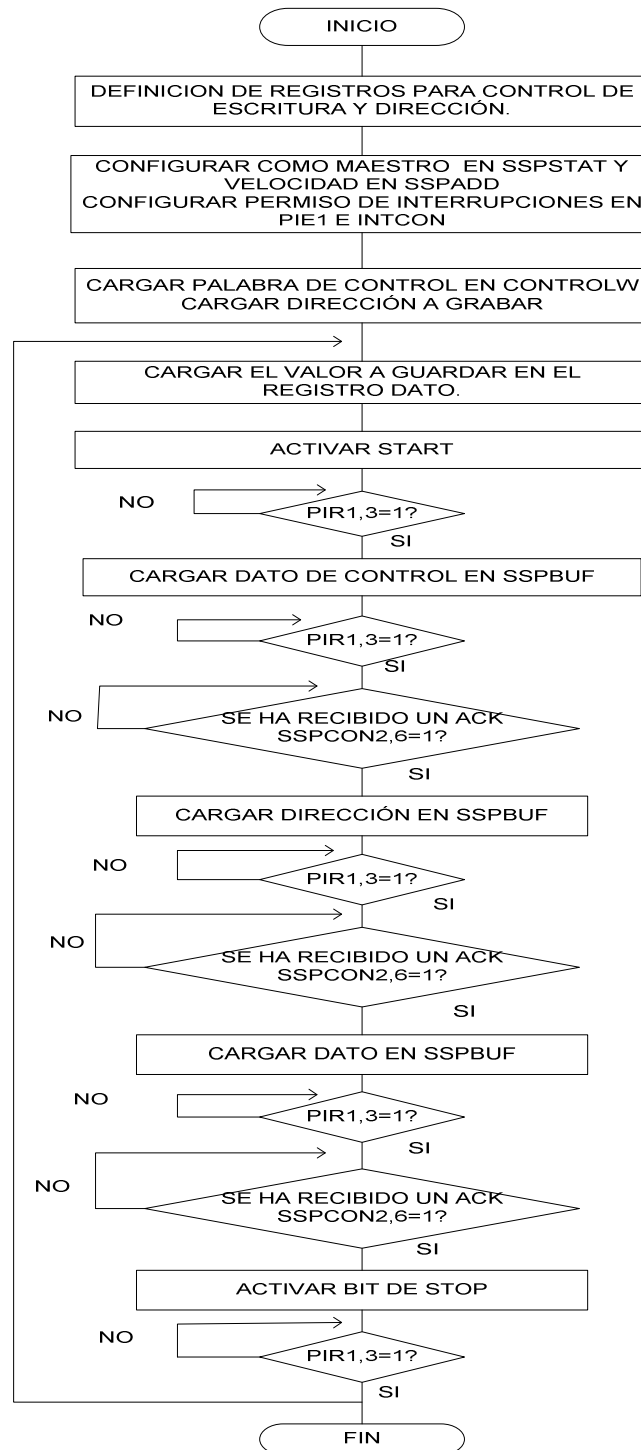 INICIO
DEFINICION DE REGISTROS PARA CONTROL DE
ESCRITURA Y DIRECCIÓN.
CONFIGURAR COMO MAESTRO EN SSPSTAT Y
VELOCIDAD EN SSPADD
CONFIGURAR PERMISO DE INTERRUPCIONES EN
PIE1 E INTCON
CARGAR PALABRA DE CONTROL EN CONTROLW
CARGAR DIRECCIÓN A GRABAR
CARGAR EL VALOR A GUARDAR EN EL
REGISTRO DATO.
ACTIVAR START
NO
PIR1,3=1?
SI
CARGAR DATO DE CONTROL EN SSPBUF
NO
PIR1,3=1?
SI
NO
SE HA RECIBIDO UN ACK
SSPCON2,6=1?
SI
CARGAR DIRECCIÓN EN SSPBUF
NO
PIR1,3=1?
SI
NO
SE HA RECIBIDO UN ACK
SSPCON2,6=1?
SI
CARGAR DATO EN SSPBUF
NO
PIR1,3=1?
SI
NO
SE HA RECIBIDO UN ACK
SSPCON2,6=1?
SI
ACTIVAR BIT DE STOP
NO
PIR1,3=1?
SI
FIN